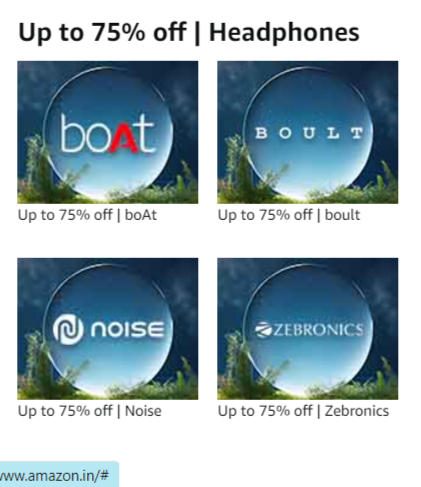 Up to 75% off | Headphones
boAt
BOULT
Up to 75% off | boAt
Up to 75% off | boult
noise
ZEBRONICS
Up to 75% off | Noise
Up to 75% off | Zebronics
www.amazon.in/#